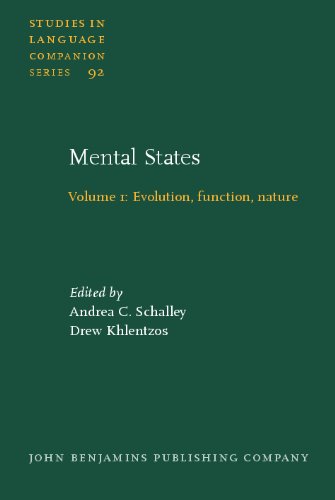 STUDIES IN
LANGUAGE
COMPANION
SERIES 92
Mental States
Volume 1: Evolution, function, nature
Edited by
Andrea C. Schalley
Drew Khlentzos
JOHN BENJAMINS PUBLISHING COMPANY